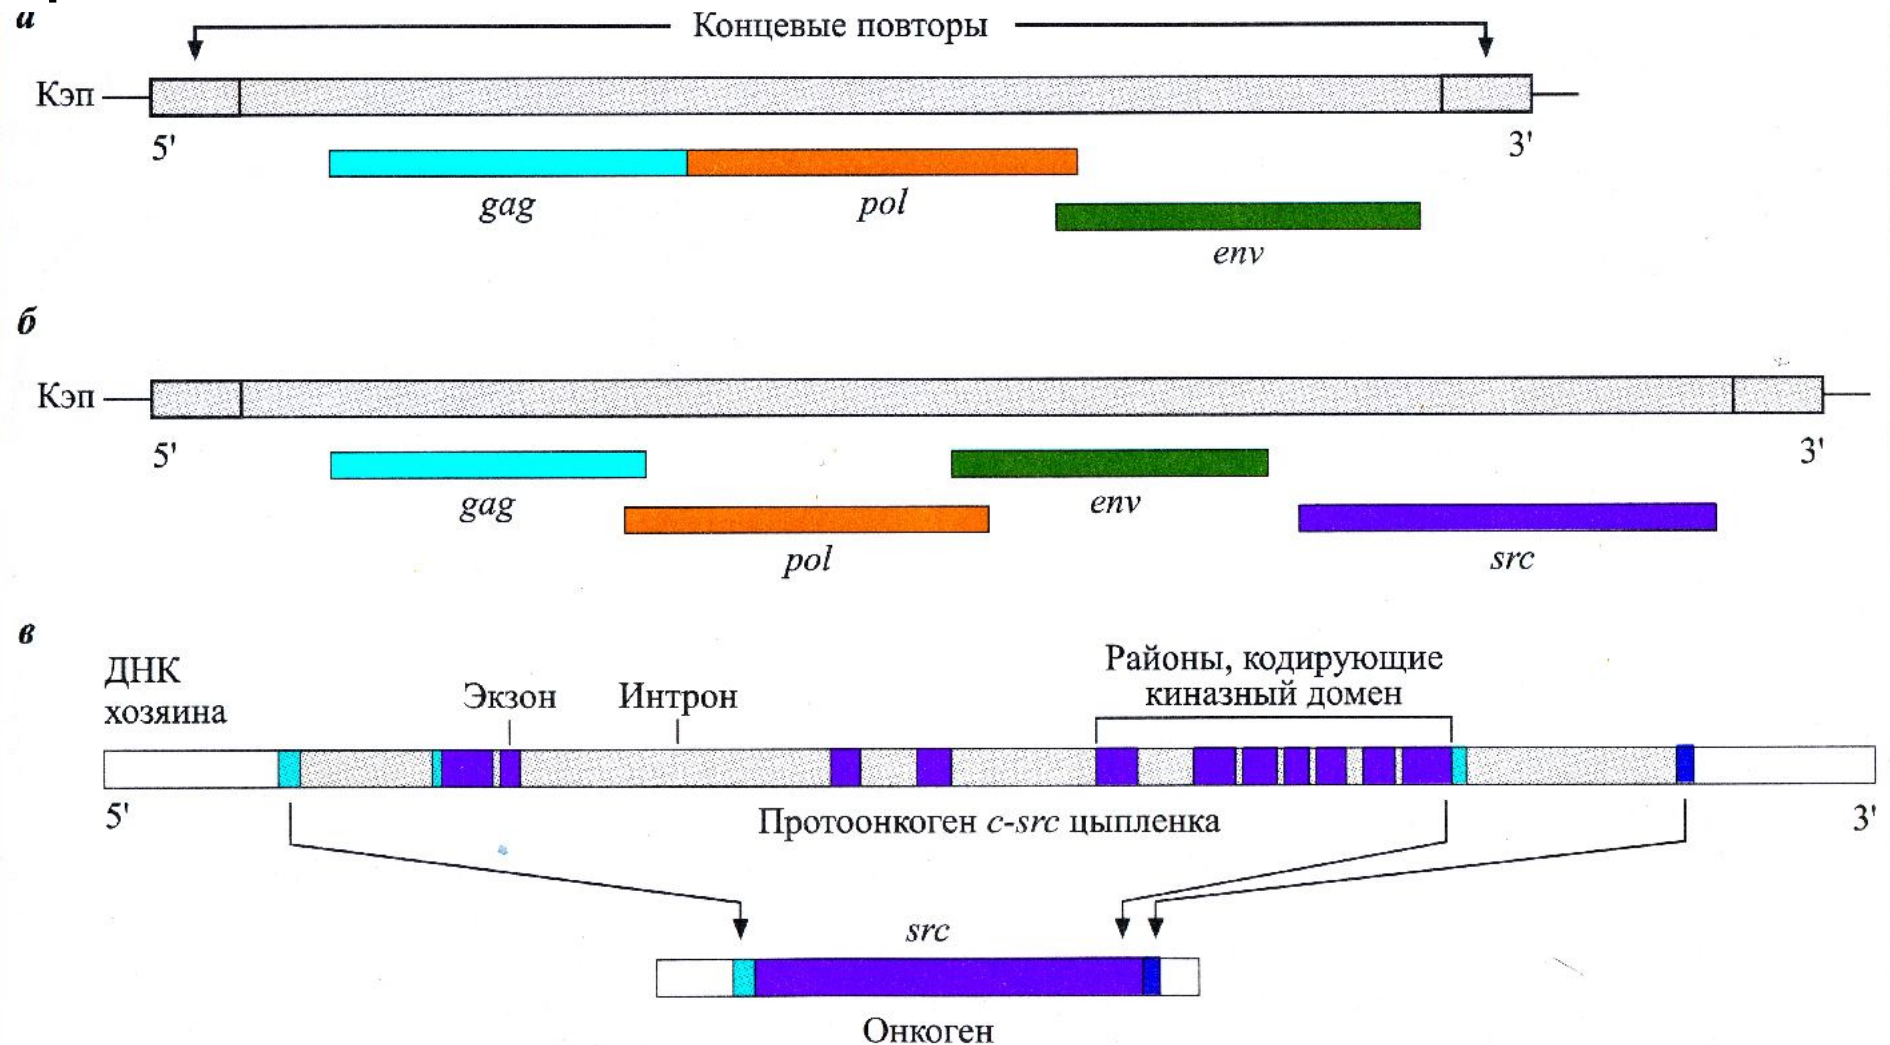 а
Концевые повторы
Кэп
5'
3'
gag
pol
env
б
Кэп
5'
3'
gag
env
pol
src
в
ДНК
хозяина
Экзон
Интрон
Районы, кодирующие
киназный домен
5'
Протоонкоген c-src цыпленка
3'
src
Онкоген